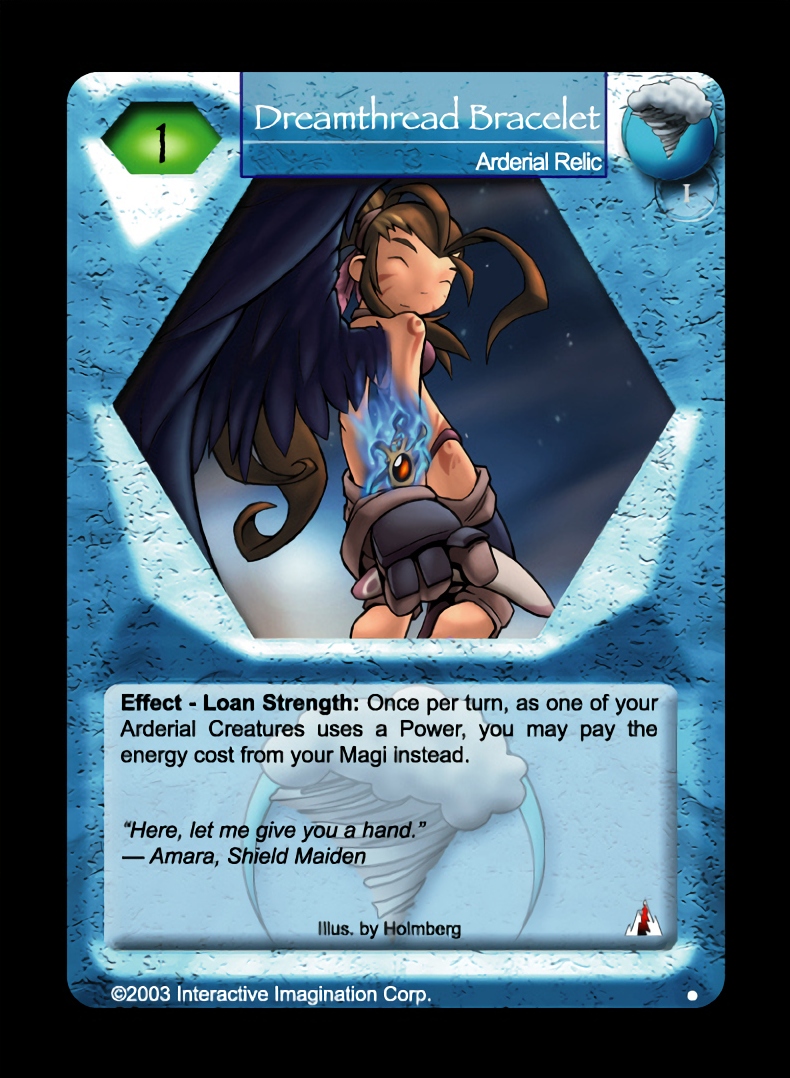 1
Dreamthread Bracelet
Arderial Relic
1
Effect - Loan Strength: Once per turn, as one of your
Arderial Creatures uses a Power, you may pay the
energy cost from your Magi instead.
“Here, let me give you a hand.”
— Amara, Shield Maiden
Illus. by Holmberg
©2003 Interactive Imagination Corp.